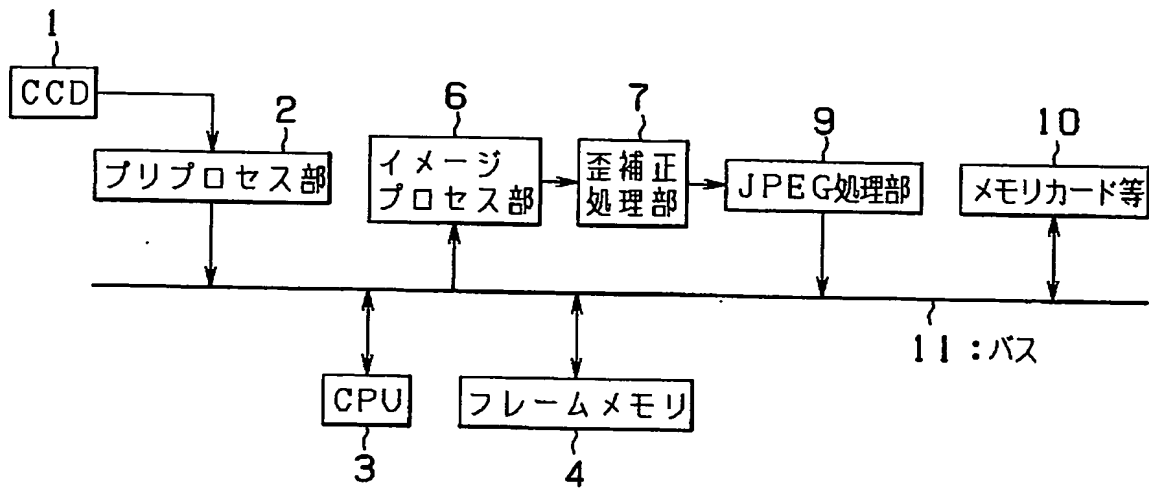 1
CCD
2
プリプロセス部
6
イメージ
プロセス部
7
歪補正
処理部
9
JPEG処理部
10
メモリカード等
11:バス
CPU
3
フレームメモリ
4